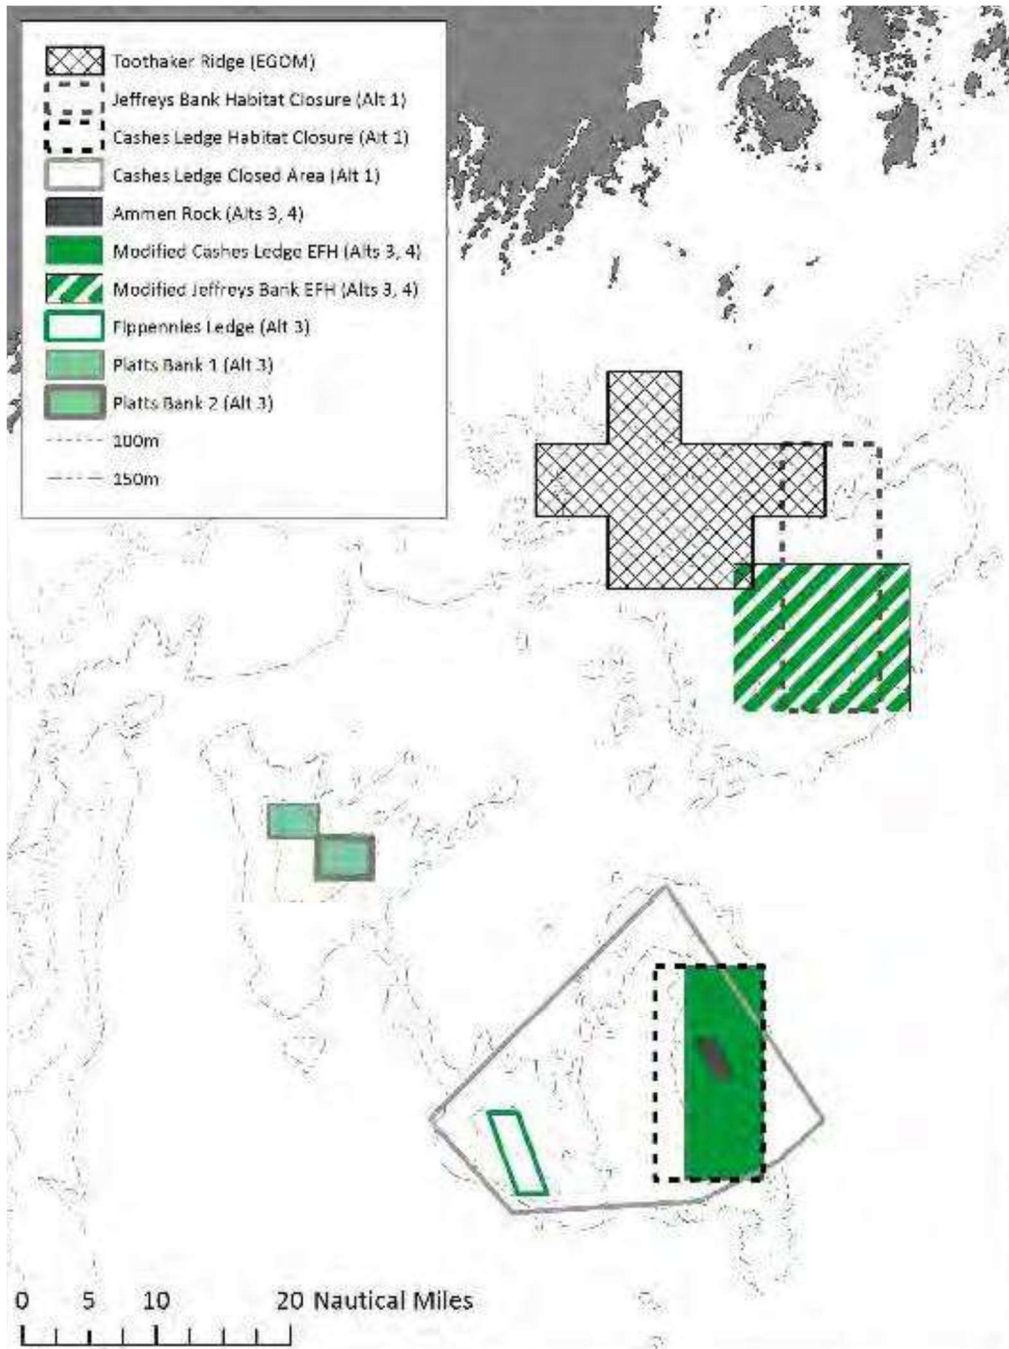 Toothaker Ridge (EGOM)
Jeffreys Bank Habitat Closure (Alt 1)
Cashes Ledge Habitat Closure (Alt 1)
Cashes Ledge Closed Area (Alt 1)
Ammen Rock (Alts 3, 4)
Modified Cashes Ledge EFH (Alts 3, 4)
Modified Jeffreys Bank EFH (Alts 3, 4)
Fippennies Ledge (Alt 3)
Platts Bank 1 (Alt 3)
Platts Bank 2 (Alt 3)
100m
150m
0 5 10 20 Nautical Miles